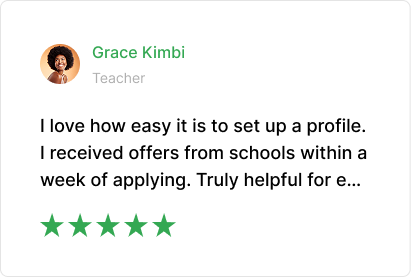 Grace Kimbi
Teacher
I love how easy it is to set up a profile.
I received offers from schools within a
week of applying. Truly helpful for e...